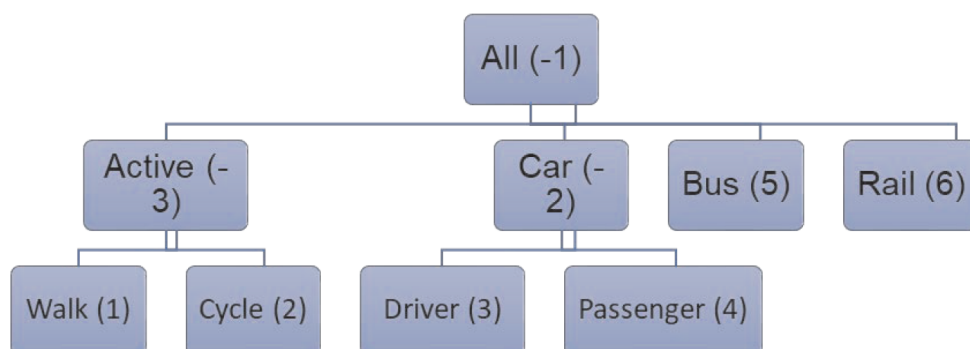 All (-1)
Active (-
3)
Car (-
2)
Bus (5)
Rail (6)
Walk (1)
Cycle (2)
Driver (3)
Passenger (4)